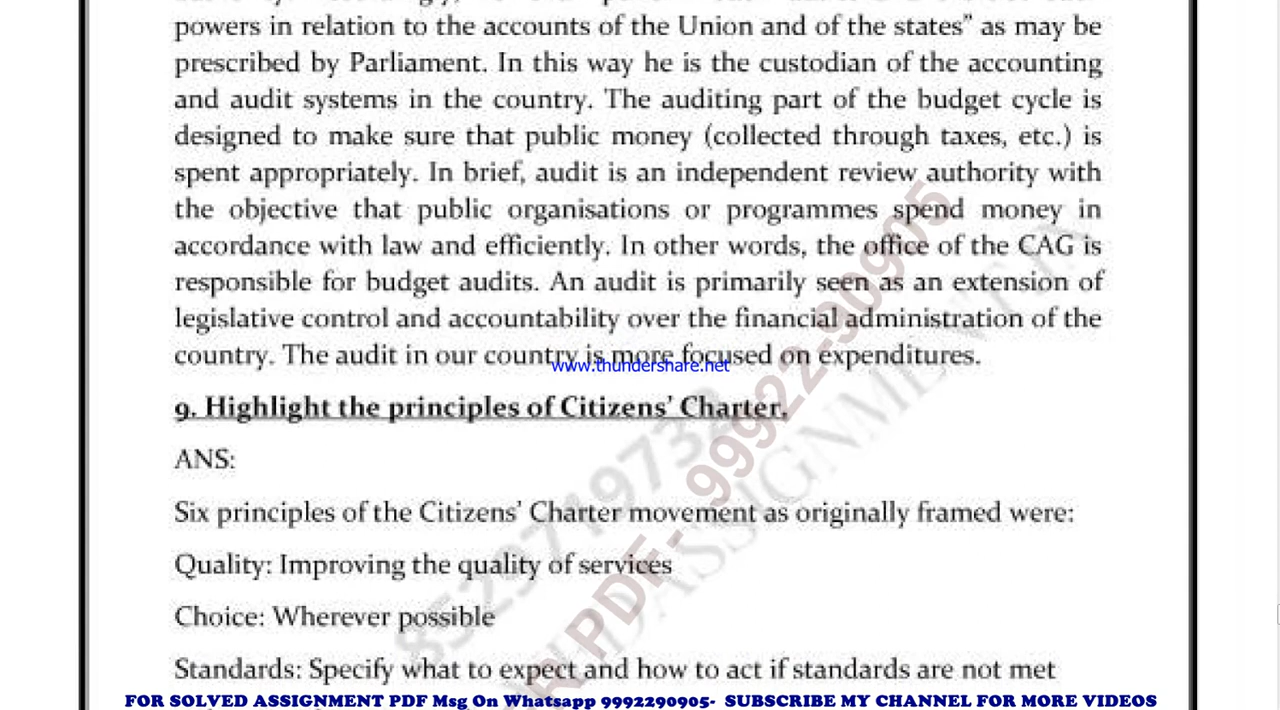 powers in relation to the accounts of the Union and of the states” as may be
prescribed by Parliament. In this way he is the custodian of the accounting
and audit systems in the country. The auditing part of the budget cycle is
designed to make sure that public money (collected through taxes, etc.) is
spent appropriately. In brief, audit is an independent review authority with
the objective that public organisations or programmes spend money in
accordance with law and efficiently. In other words, the office of the CAG is
responsible for budget audits. An audit is primarily seen as an extension of
legislative control and accountability over the financial administration of the
country. The audit in our country is more focused on expenditures.
www.thundershare.net
9. Highlight the principles of Citizens’ Charter.
ANS:
Six principles of the Citizens’ Charter movement as originally framed were:
Quality: Improving the quality of services
Choice: Wherever possible
Standards: Specify what to expect and how to act if standards are not met
R PDF- 99922-90905
ASSIGNMENT
FOR SOLVED ASSIGNMENT PDF Msg On Whatsapp 9992290905- SUBSCRIBE MY CHANNEL FOR MORE VIDEOS